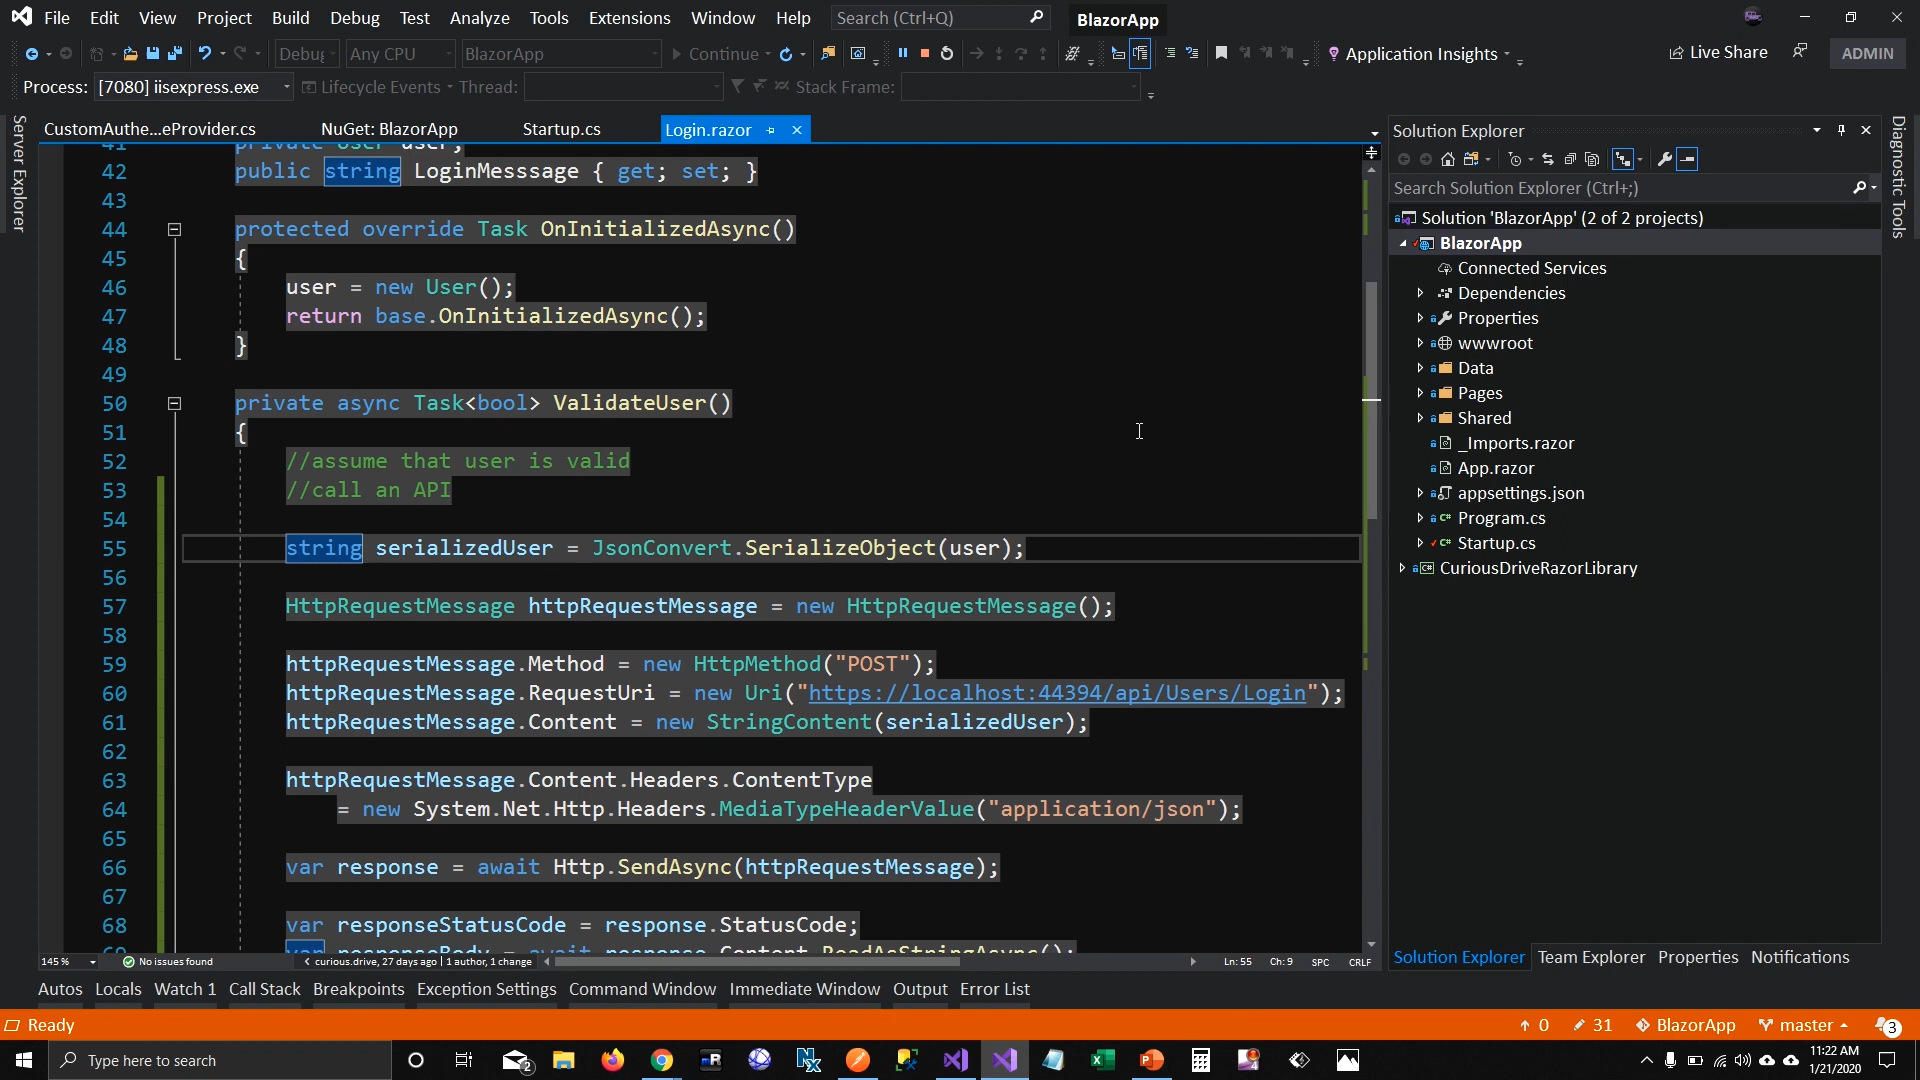 File Edit View Project Build Debug Test Analyze Tools Extensions Window Help Search (Ctrl+Q) BlazorApp
Debug Any CPU BlazorApp Continue Application Insights Live Share ADMIN
Process: [7080] iisexpress.exe Lifecycle Events Thread: Stack Frame:
Server Explorer
CustomAuthe...eProvider.cs NuGet: BlazorApp Startup.cs Login.razor
41 private User user;
42 public string LoginMesssage { get; set; }
43
44 protected override Task OnInitializedAsync()
45 {
46 user = new User();
47 return base.OnInitializedAsync();
48 }
49
50 private async Task<bool> ValidateUser()
51 {
52 //assume that user is valid
53 //call an API
54
55 string serializedUser = JsonConvert.SerializeObject(user);
56
57 HttpRequestMessage httpRequestMessage = new HttpRequestMessage();
58
59 httpRequestMessage.Method = new HttpMethod("POST");
60 httpRequestMessage.RequestUri = new Uri("https://localhost:44394/api/Users/Login");
61 httpRequestMessage.Content = new StringContent(serializedUser);
62
63 httpRequestMessage.Content.Headers.ContentType
64 = new System.Net.Http.Headers.MediaTypeHeaderValue("application/json");
65
66 var response = await Http.SendAsync(httpRequestMessage);
67
68 var responseStatusCode = response.StatusCode;
69 var responseBody = await response.Content.ReadAsStringAsync();
145 % No issues found curious.drive, 27 days ago | 1 author, 1 change Ln: 55 Ch: 9 SPC CRLF
Solution Explorer
Search Solution Explorer (Ctrl+;)
Solution 'BlazorApp' (2 of 2 projects)
BlazorApp
Connected Services
Dependencies
Properties
wwwroot
Data
Pages
Shared
_Imports.razor
App.razor
appsettings.json
Program.cs
Startup.cs
CuriousDriveRazorLibrary
Solution Explorer Team Explorer Properties Notifications
Diagnostic Tools
Autos Locals Watch 1 Call Stack Breakpoints Exception Settings Command Window Immediate Window Output Error List
Ready 0 31 BlazorApp master 3
Type here to search 2 11:22 AM
1/21/2020